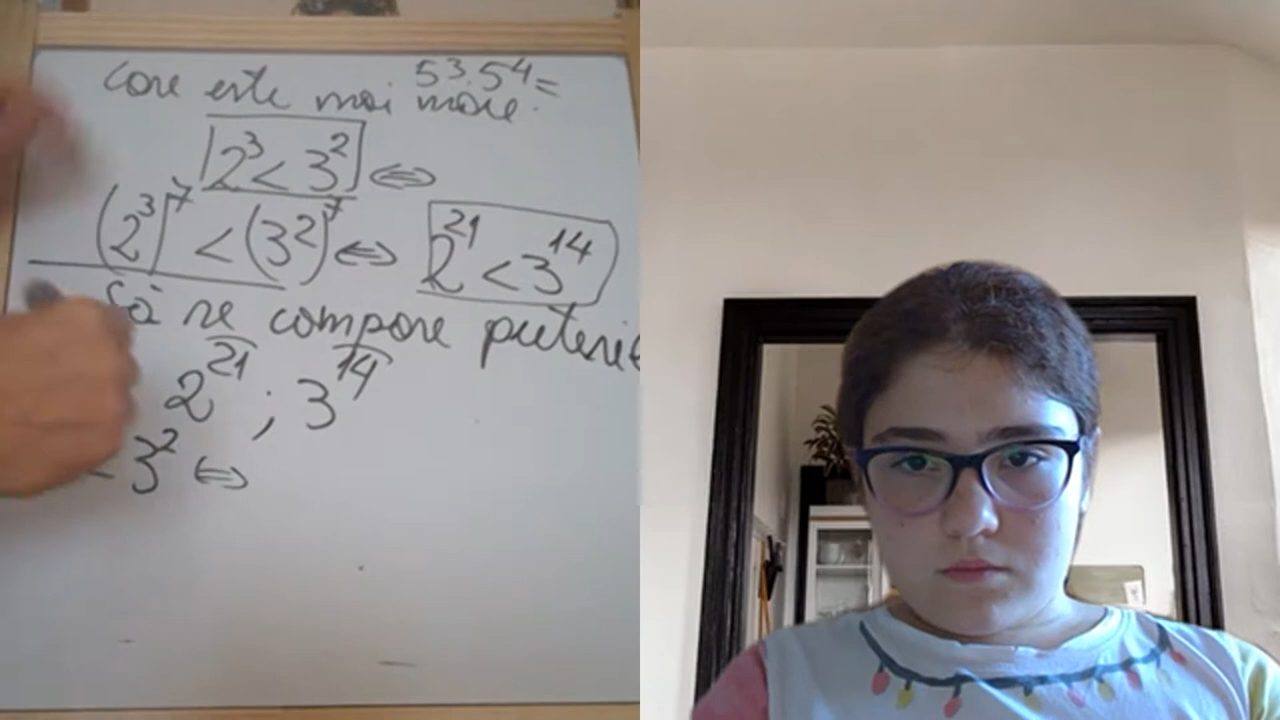 5³·5⁴=
Care este mai mare.
2³ < 3² ⇔
(2³)⁷ < (3²)⁷ ⇔ 2²¹ < 3¹⁴
Să se compare puterile
2²¹ ; 3¹⁴
3² ⇔